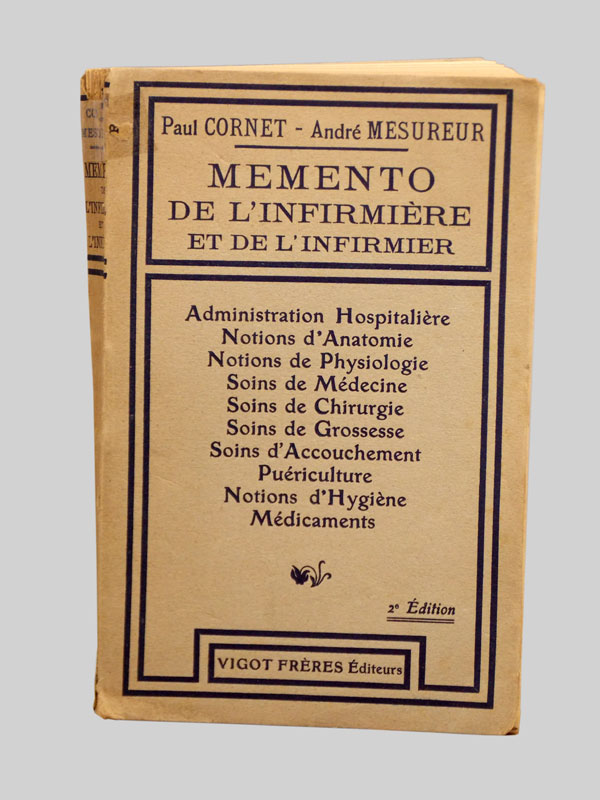 Paul CORNET - André MESUREUR
MEMENTO
DE L'INFIRMIÈRE
ET DE L'INFIRMIER
Administration Hospitalière
Notions d'Anatomie
Notions de Physiologie
Soins de Médecine
Soins de Chirurgie
Soins de Grossesse
Soins d'Accouchement
Puériculture
Notions d'Hygiène
Médicaments
2e Édition
VIGOT FRÈRES Éditeurs